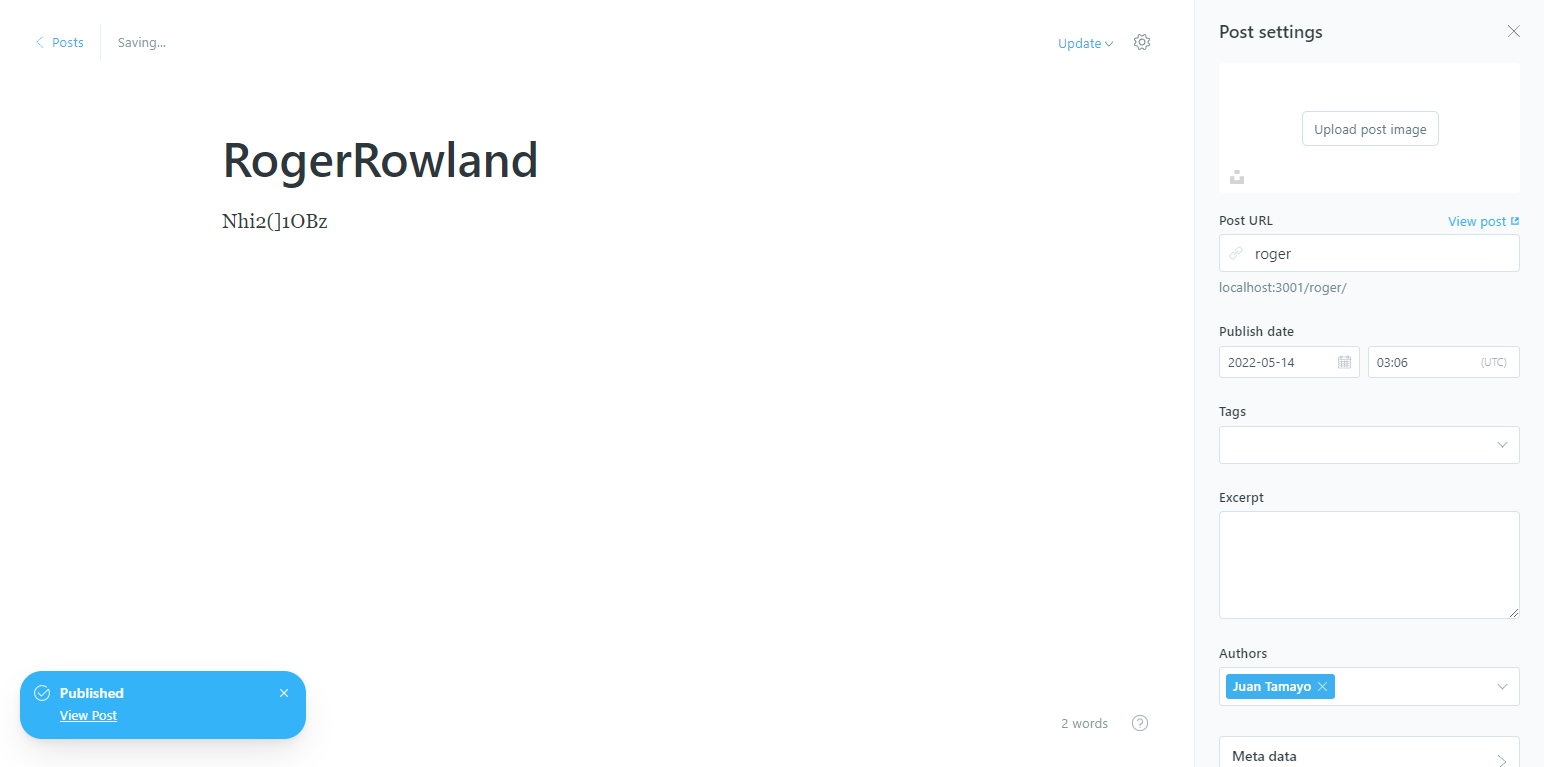 Posts
Saving...
Update
RogerRowland
Nhi2(]1OBz
Published
View Post
2 words
?
Post settings
Upload post image
Post URL
View post
roger
localhost:3001/roger/
Publish date
2022-05-14
03:06
(UTC)
Tags
Excerpt
Authors
Juan Tamayo
Meta data